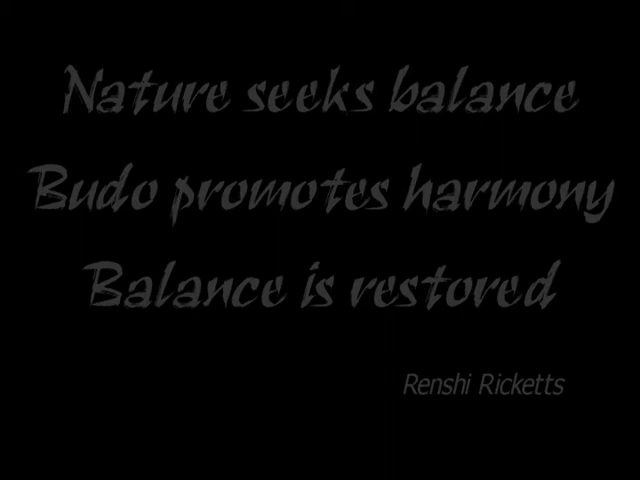 Nature seeks balance
Budo promotes harmony
Balance is restored
Renshi Ricketts